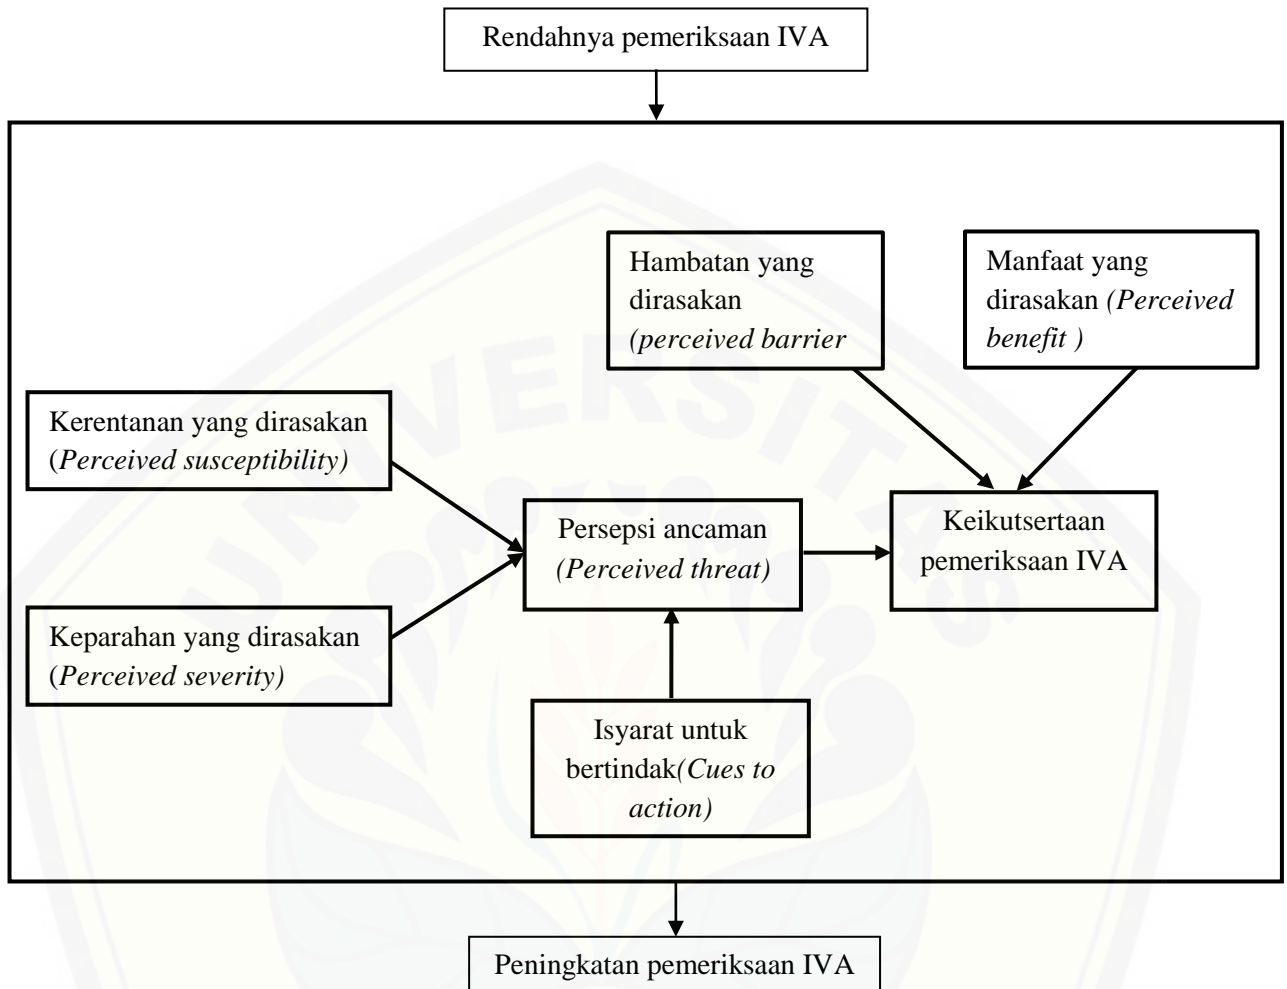 Rendahnya pemeriksaan IVA
Hambatan yang
dirasakan
(perceived barrier
Manfaat yang
dirasakan (Perceived
benefit )
Kerentanan yang dirasakan
(Perceived susceptibility)
Persepsi ancaman
(Perceived threat)
Keikutsertaan
pemeriksaan IVA
Keparahan yang dirasakan
(Perceived severity)
Isyarat untuk
bertindak(Cues to
action)
Peningkatan pemeriksaan IVA
UNIVERSITAS